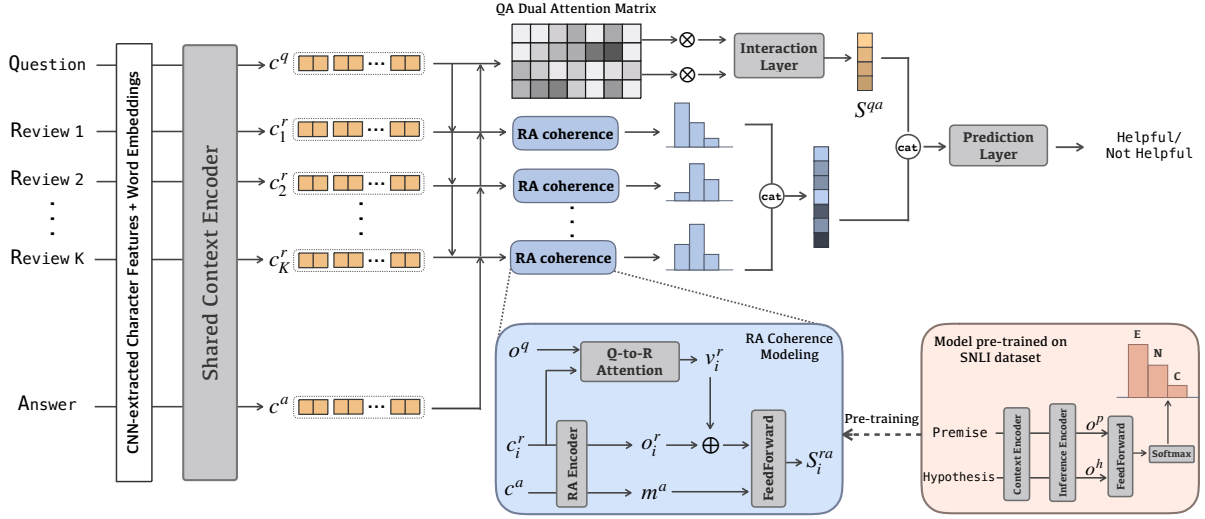 QA Dual Attention Matrix
Question
Review 1
Review 2
Review K
Answer
CNN-extracted Character Features + Word Embeddings
Shared Context Encoder
c^q
c_1^r
c_2^r
c_K^r
c^a
Interaction
Layer
S^{qa}
RA coherence
RA coherence
RA coherence
cat
cat
Prediction
Layer
Helpful/
Not Helpful
RA Coherence
Modeling
o^q
Q-to-R
Attention
v_i^r
c_i^r
RA Encoder
o_i^r
c^a
m^a
FeedForward
S_i^{ra}
Pre-training
Model pre-trained on
SNLI dataset
E
N
C
Premise
Hypothesis
Context Encoder
Inference Encoder
o^p
o^h
FeedForward
Softmax